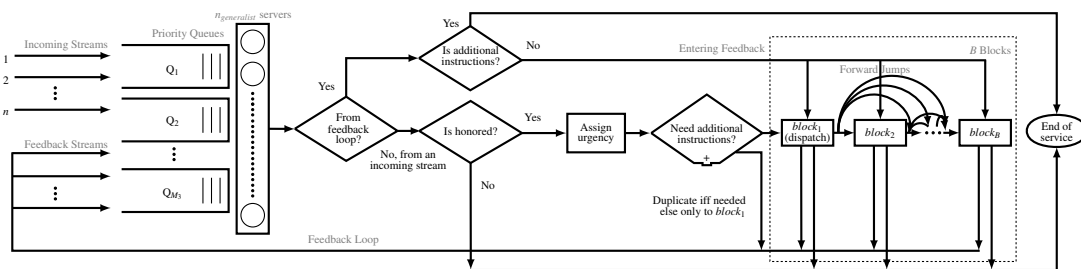 n_generalist servers
Incoming Streams
Priority Queues
1
2
n
Q1
Q2
QM3
Feedback Streams
Feedback Loop
From
feedback
loop?
Yes
No, from an
incoming stream
Is additional
instructions?
Yes
No
Is honored?
Yes
No
Assign
urgency
Need additional
instructions?
+
Duplicate iff needed
else only to block1
Entering Feedback
B Blocks
Forward Jumps
block1
(dispatch)
block2
blockB
End of
service